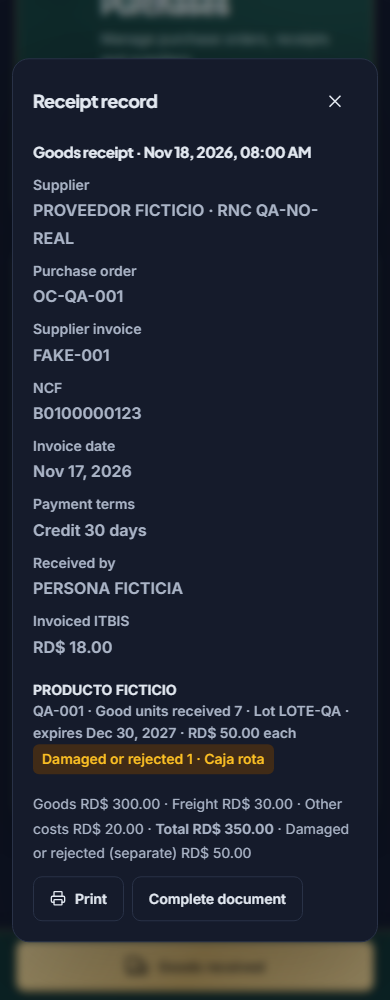 Purchases
Receipt record
Goods receipt · Nov 18, 2026, 08:00 AM
Supplier
PROVEEDOR FICTICIO · RNC QA-NO-
REAL
Purchase order
OC-QA-001
Supplier invoice
FAKE-001
NCF
B0100000123
Invoice date
Nov 17, 2026
Payment terms
Credit 30 days
Received by
PERSONA FICTICIA
Invoiced ITBIS
RD$ 18.00
PRODUCTO FICTICIO
QA-001 · Good units received 7 · Lot LOTE-QA ·
expires Dec 30, 2027 · RD$ 50.00 each
Damaged or rejected 1 · Caja rota
Goods RD$ 300.00 · Freight RD$ 30.00 · Other
costs RD$ 20.00 · Total RD$ 350.00 · Damaged
or rejected (separate) RD$ 50.00
Print
Complete document